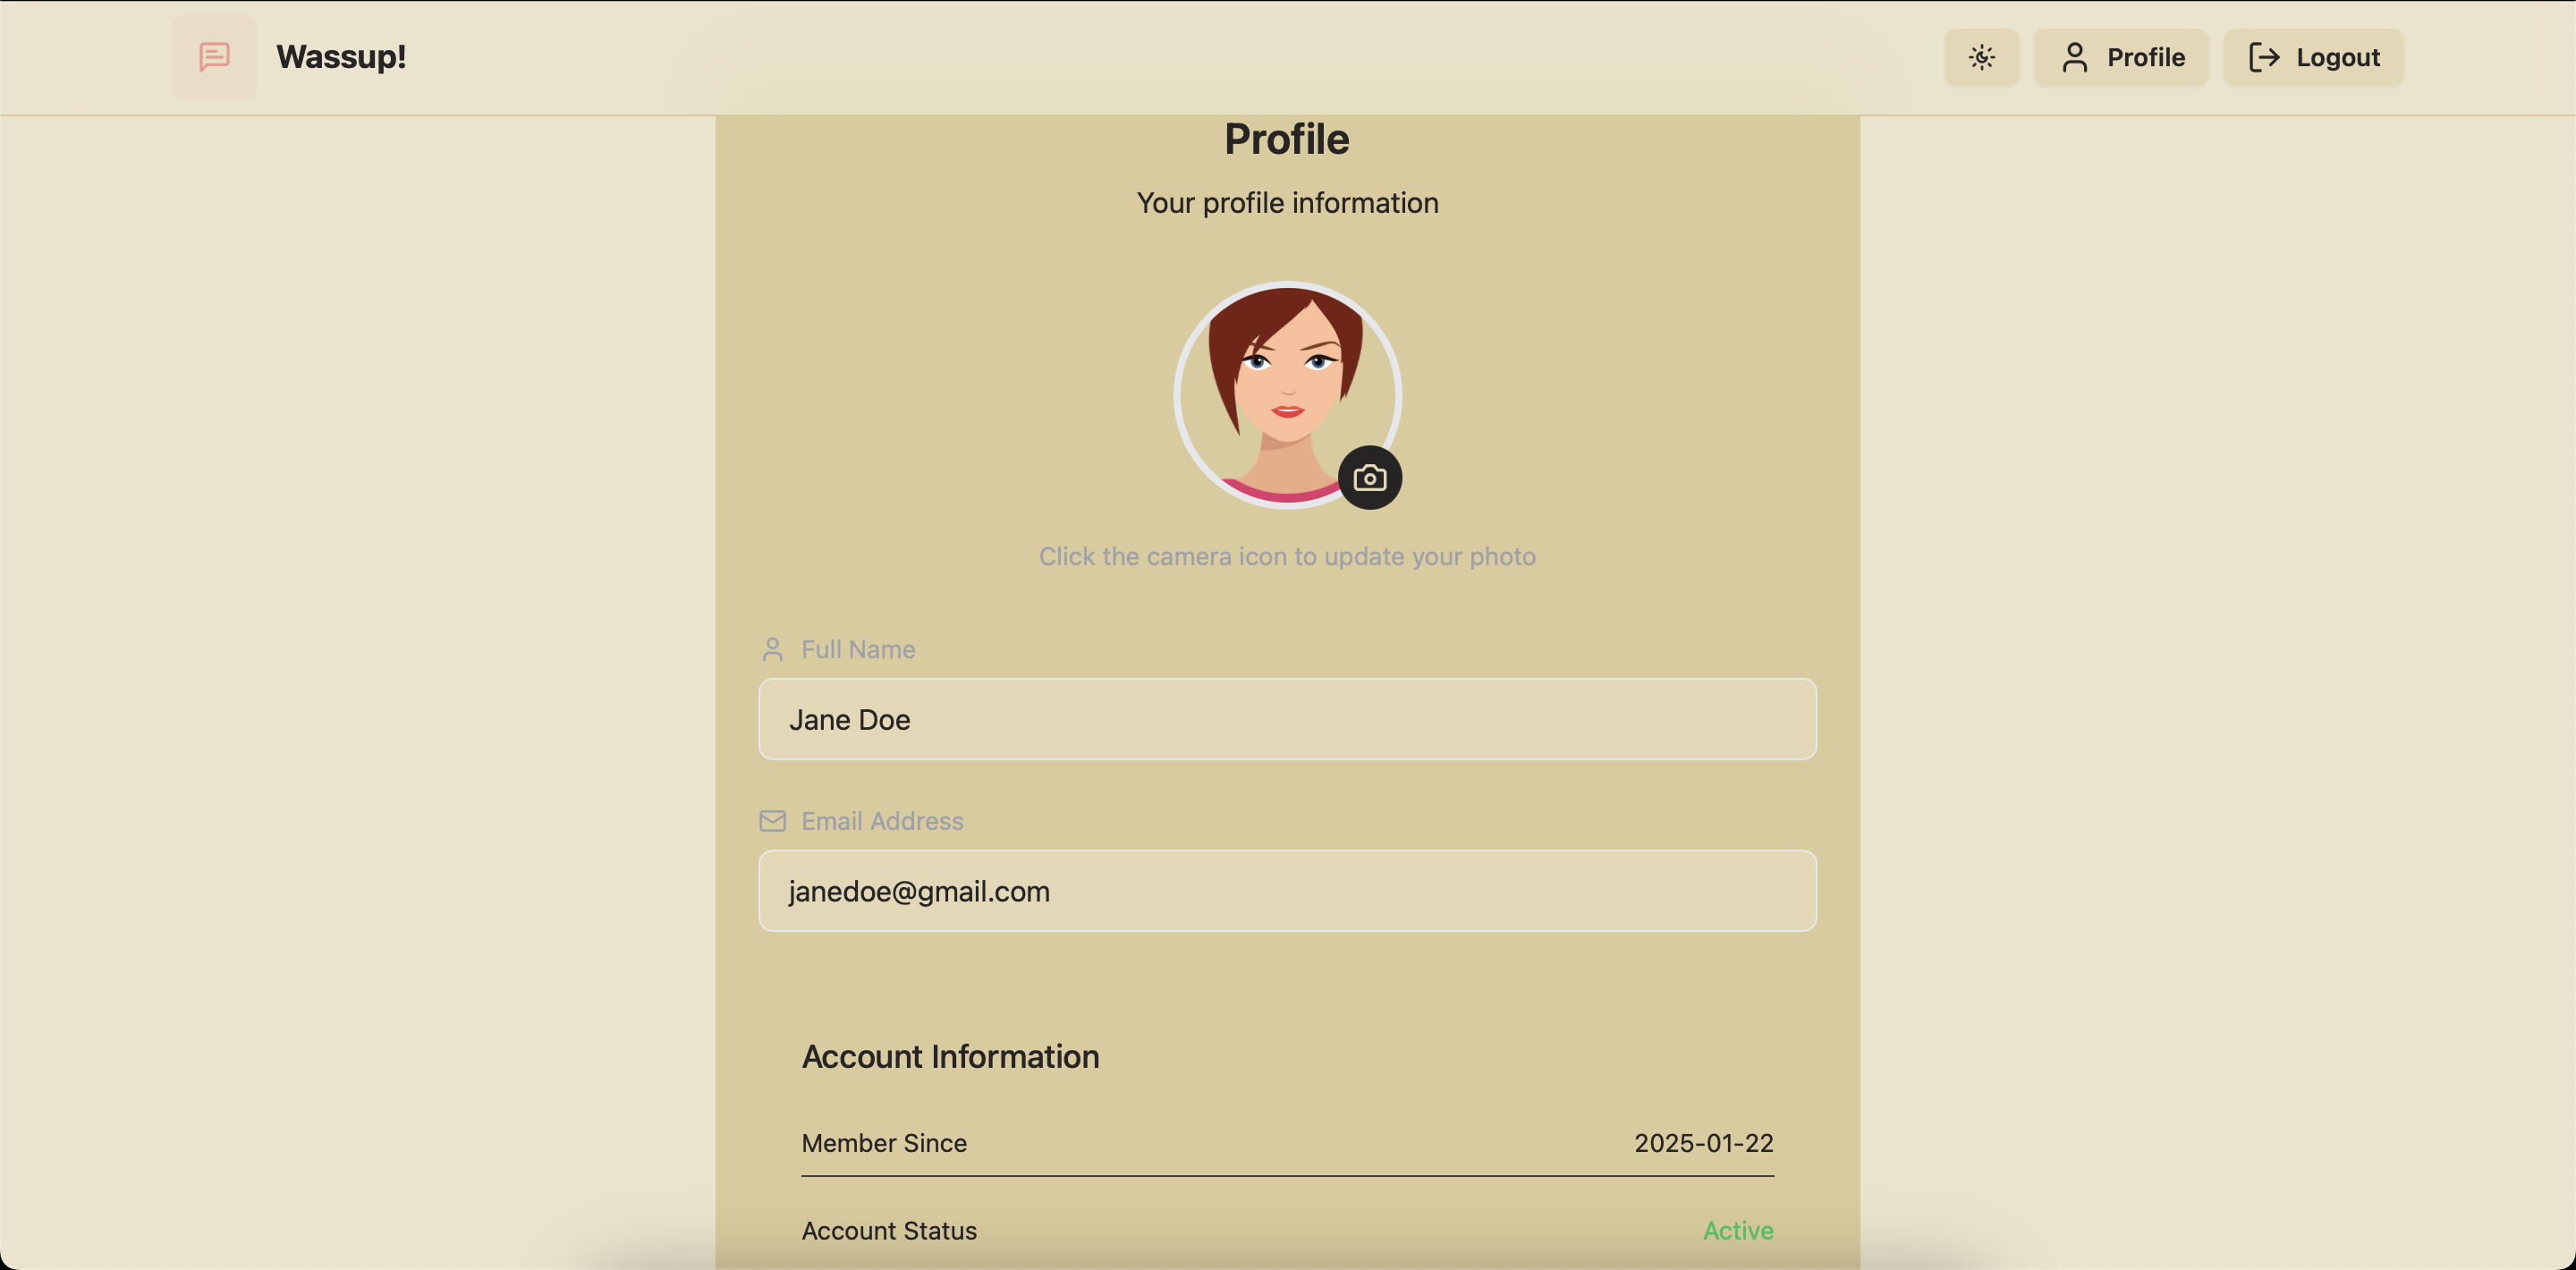 Wassup!
Profile
Logout
Profile
Your profile information
Click the camera icon to update your photo
Full Name
Jane Doe
Email Address
janedoe@gmail.com
Account Information
Member Since 2025-01-22
Account Status Active